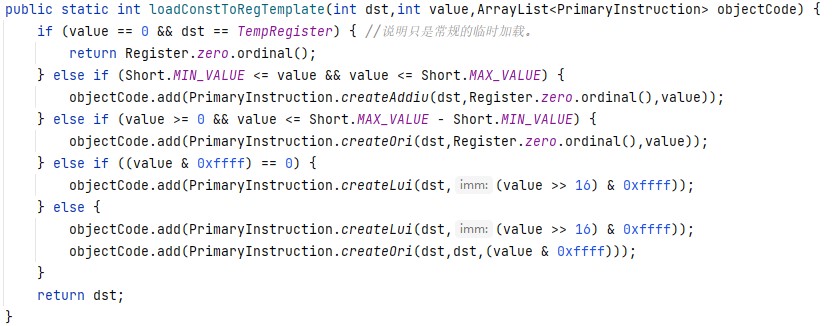 public static int loadConstToRegTemplate(int dst,int value,ArrayList<PrimaryInstruction> objectCode) {
    if (value == 0 && dst == TempRegister) { //说明只是常规的临时加载.
        return Register.zero.ordinal();
    } else if (Short.MIN_VALUE <= value && value <= Short.MAX_VALUE) {
        objectCode.add(PrimaryInstruction.createAddiu(dst,Register.zero.ordinal(),value));
    } else if (value >= 0 && value <= Short.MAX_VALUE - Short.MIN_VALUE) {
        objectCode.add(PrimaryInstruction.createOri(dst,Register.zero.ordinal(),value));
    } else if ((value & 0xffff) == 0) {
        objectCode.add(PrimaryInstruction.createLui(dst, imm: (value >> 16) & 0xffff));
    } else {
        objectCode.add(PrimaryInstruction.createLui(dst, imm: (value >> 16) & 0xffff));
        objectCode.add(PrimaryInstruction.createOri(dst,dst,(value & 0xffff)));
    }
    return dst;
}